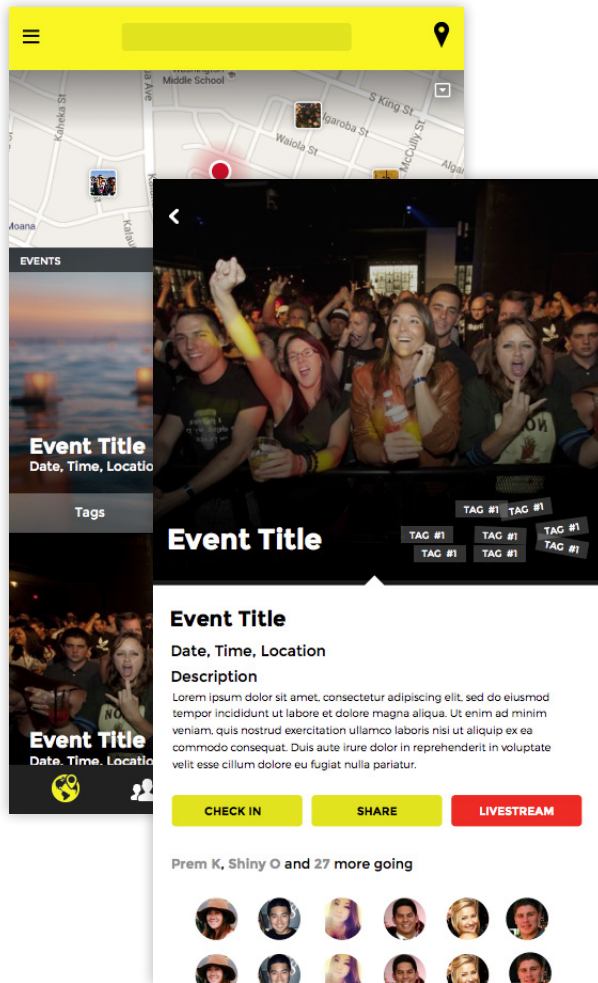 Middle School
Kaheka St
S King St
Algaroba St
Waiola St
McCully St
Moana
EVENTS
Event Title
Date, Time, Locatio
Tags
Event Title
Date, Time, Locatio
TAG #1
TAG #1
TAG #1
TAG #1
TAG #1
TAG #1
TAG #1
TAG #1
Event Title
Event Title
Date, Time, Location
Description
Lorem ipsum dolor sit amet, consectetur adipiscing elit, sed do eiusmod
tempor incididunt ut labore et dolore magna aliqua. Ut enim ad minim
veniam, quis nostrud exercitation ullamco laboris nisi ut aliquip ex ea
commodo consequat. Duis aute irure dolor in reprehenderit in voluptate
velit esse cillum dolore eu fugiat nulla pariatur.
CHECK IN
SHARE
LIVESTREAM
Prem K, Shiny O and 27 more going